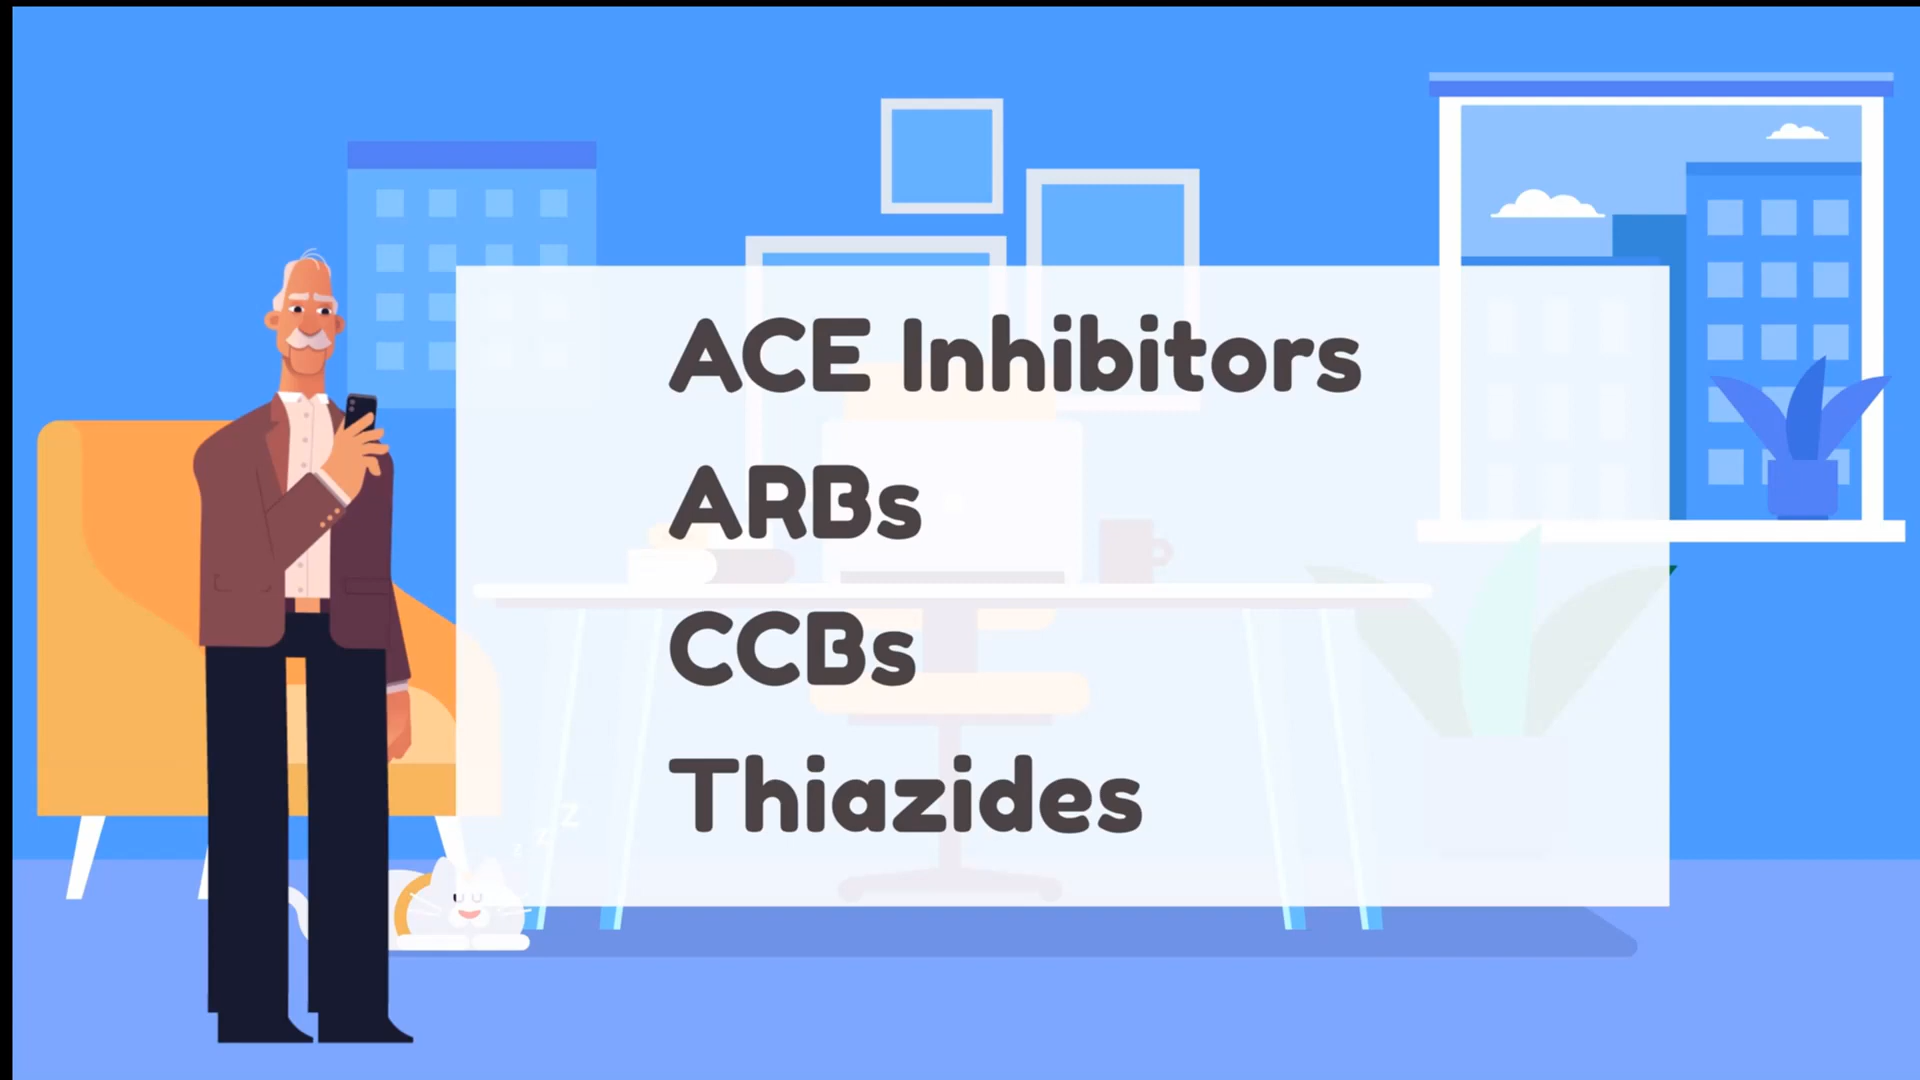 ACE Inhibitors
ARBs
CCBs
Thiazides
z
z
z